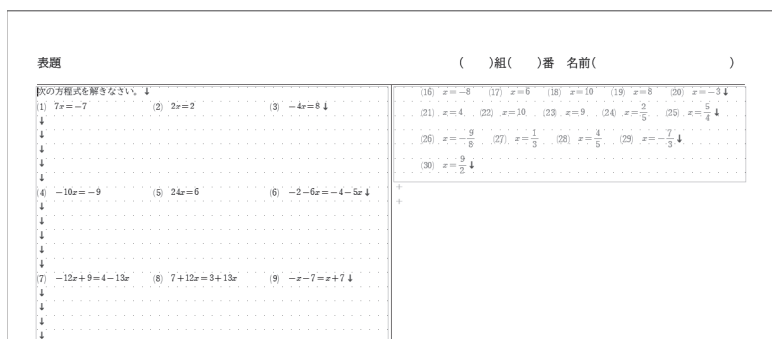 表題 (　　)組(　　)番　名前(　　　　　　　　　　)
次の方程式を解きなさい。↓
(1) 7x=−7 (2) 2x=2 (3) −4x=8↓
↓
↓
↓
↓
↓
(4) −10x=−9 (5) 24x=6 (6) −2−6x=−4−5x↓
↓
↓
↓
↓
↓
(7) −12x+9=4−13x (8) 7+12x=3+13x (9) −x−7=x+7↓
↓
↓
↓
↓
(16) x=−8 (17) x=6 (18) x=10 (19) x=8 (20) x=−3↓
(21) x=4 (22) x=10 (23) x=9 (24) x=2/5 (25) x=5/4↓
(26) x=−9/8 (27) x=1/3 (28) x=4/5 (29) x=−7/3↓
(30) x=9/2↓